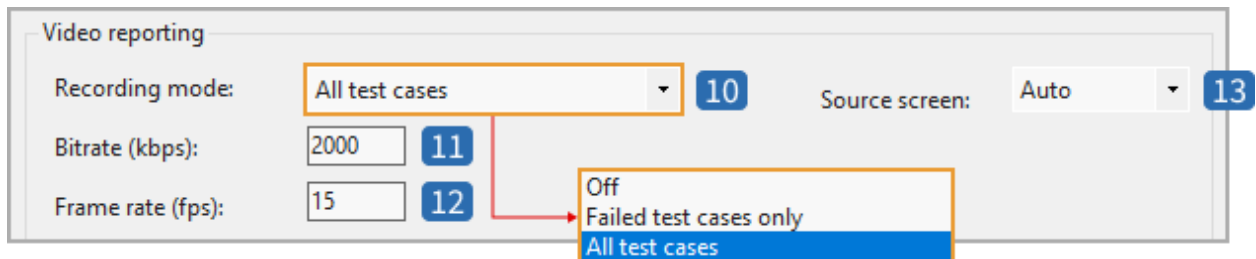 Video reporting
Recording mode: All test cases 10 Source screen: Auto 13
Bitrate (kbps): 2000 11
Frame rate (fps): 15 12
Off
Failed test cases only
All test cases